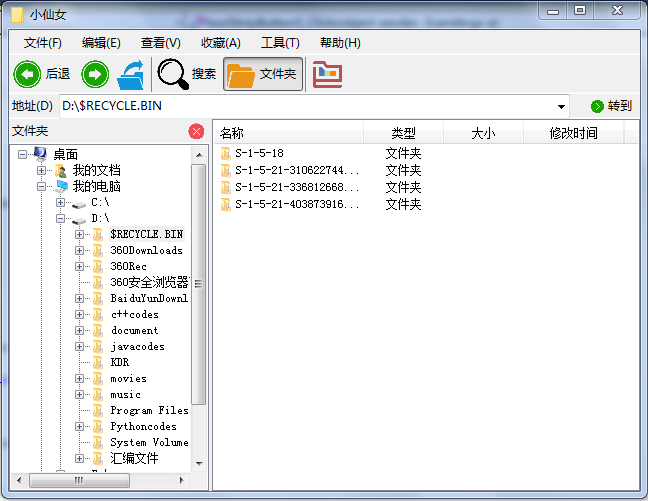 小仙女
文件(F) 编辑(E) 查看(V) 收藏(A) 工具(T) 帮助(H)
后退 搜索 文件夹
地址(D) D:\$RECYCLE.BIN 转到
文件夹
桌面
我的文档
我的电脑
C:\
D:\
$RECYCLE.BIN
360Downloads
360Rec
360安全浏览器
BaiduYunDownl
c++codes
document
javacodes
KDR
movies
music
Program Files
Pythoncodes
System Volume
汇编文件
名称 类型 大小 修改时间
S-1-5-18 文件夹
S-1-5-21-310622744... 文件夹
S-1-5-21-336812668... 文件夹
S-1-5-21-403873916... 文件夹